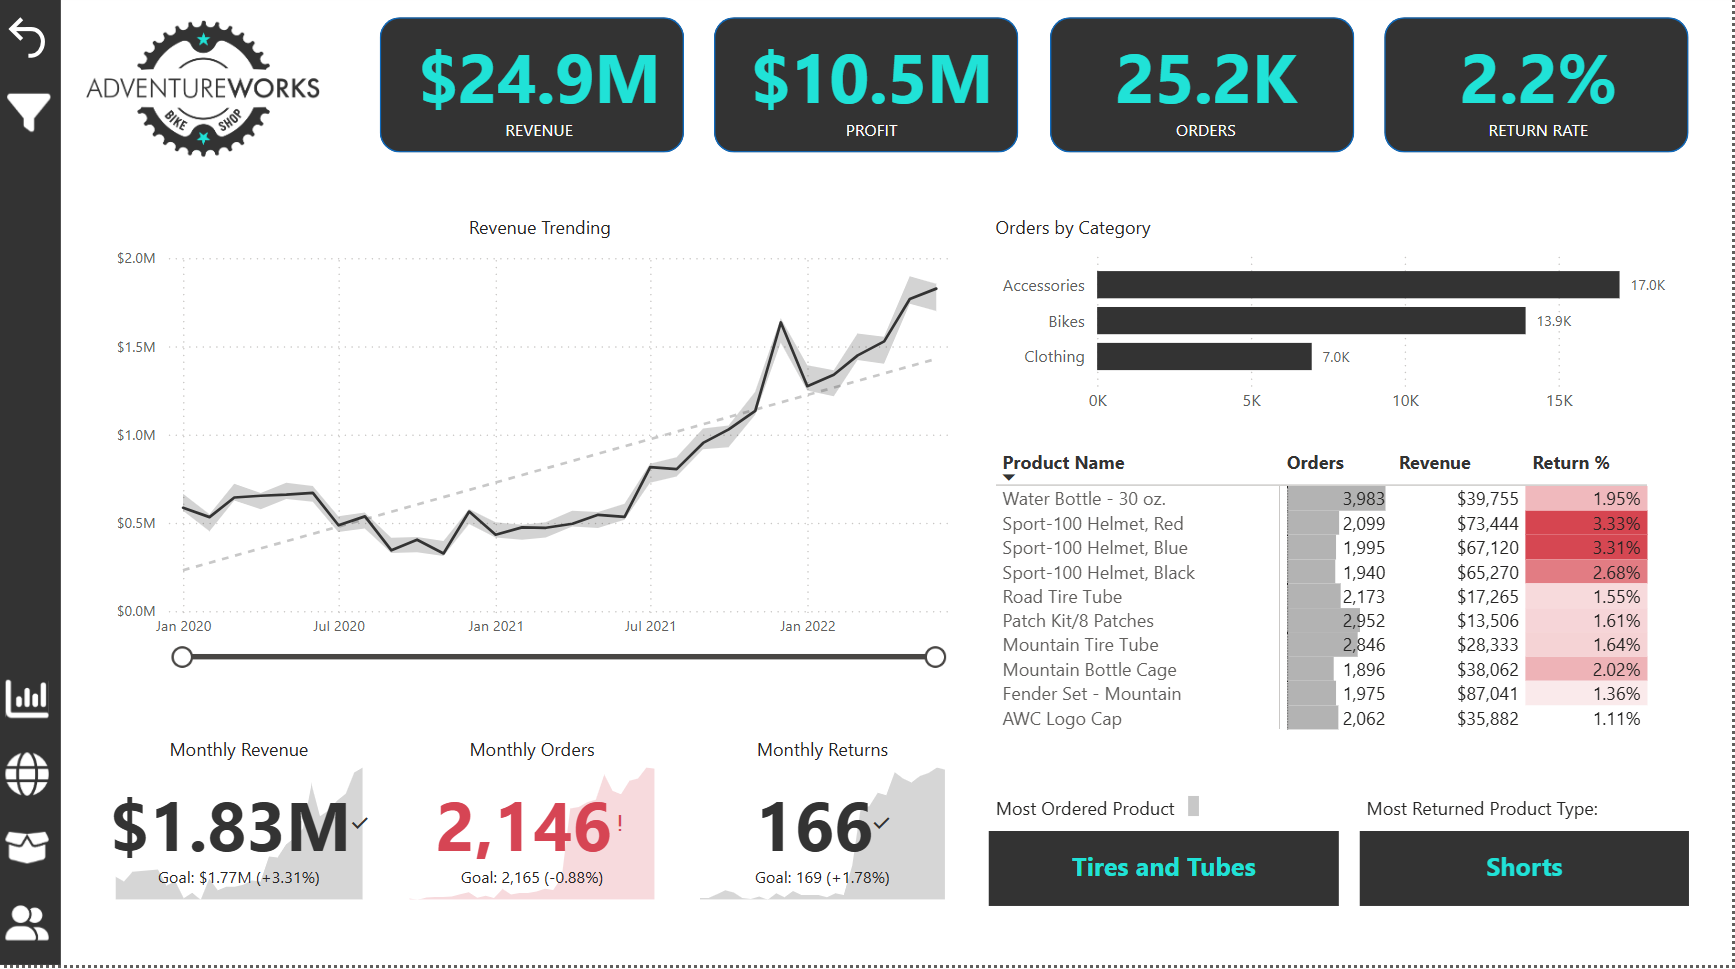 ADVENTUREWORKS
BIKE SHOP
$24.9M
REVENUE
$10.5M
PROFIT
25.2K
ORDERS
2.2%
RETURN RATE
Revenue Trending
$2.0M
$1.5M
$1.0M
$0.5M
$0.0M
Jan 2020 Jul 2020 Jan 2021 Jul 2021 Jan 2022
Orders by Category
Accessories 17.0K
Bikes 13.9K
Clothing 7.0K
0K 5K 10K 15K
Product Name Orders Revenue Return %
Water Bottle - 30 oz. 3,983 $39,755 1.95%
Sport-100 Helmet, Red 2,099 $73,444 3.33%
Sport-100 Helmet, Blue 1,995 $67,120 3.31%
Sport-100 Helmet, Black 1,940 $65,270 2.68%
Road Tire Tube 2,173 $17,265 1.55%
Patch Kit/8 Patches 2,952 $13,506 1.61%
Mountain Tire Tube 2,846 $28,333 1.64%
Mountain Bottle Cage 1,896 $38,062 2.02%
Fender Set - Mountain 1,975 $87,041 1.36%
AWC Logo Cap 2,062 $35,882 1.11%
Monthly Revenue
$1.83M
Goal: $1.77M (+3.31%)
Monthly Orders
2,146!
Goal: 2,165 (-0.88%)
Monthly Returns
166
Goal: 169 (+1.78%)
Most Ordered Product
Tires and Tubes
Most Returned Product Type:
Shorts